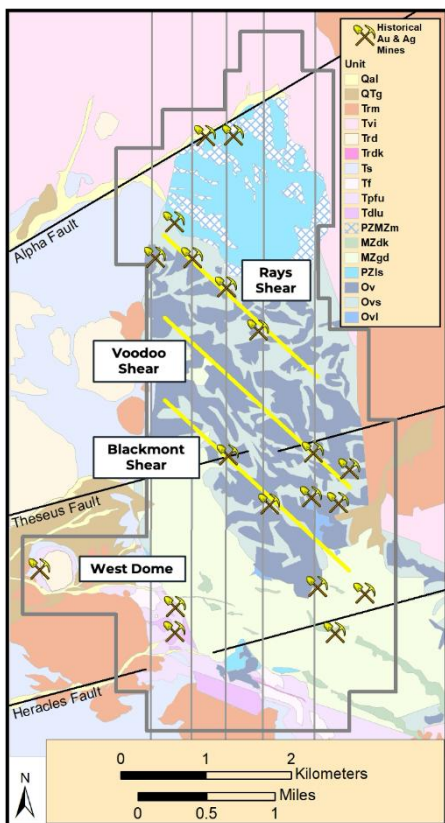 Historical
Au & Ag
Mines
Unit
Qal
QTg
Trm
Tvi
Trd
Trdk
Ts
Tf
Tpfu
Tdlu
PZMZm
MZdk
MZgd
PZls
Ov
Ovs
Ovl
Alpha Fault
Rays
Shear
Voodoo
Shear
Blackmont
Shear
Theseus Fault
West Dome
Heracles Fault
N
0 1 2
Kilometers
Miles
0 0.5 1